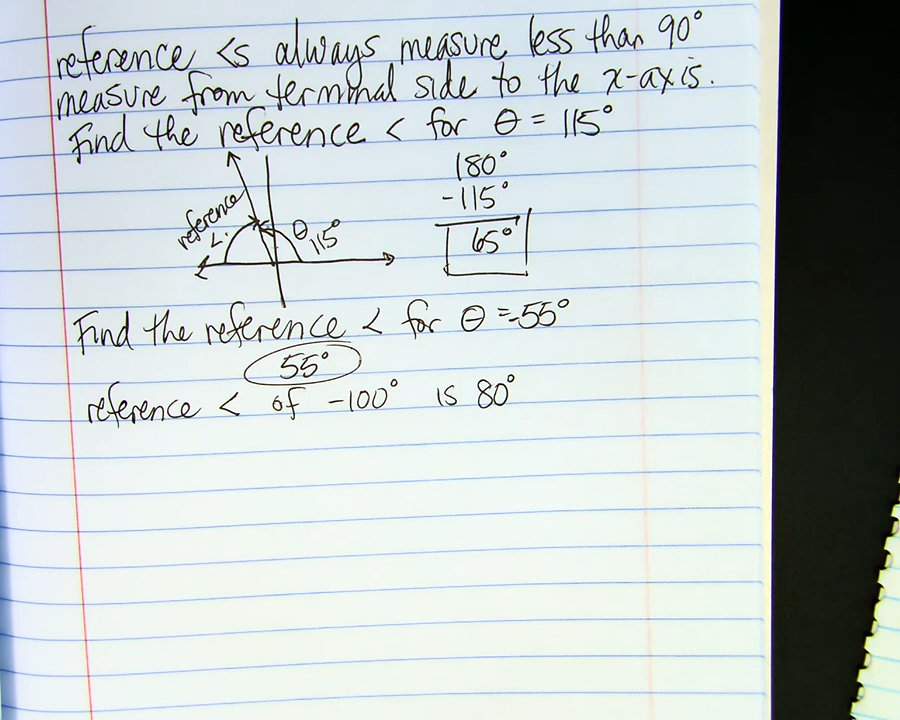 reference <s always measure less than 90°
measure from terminal side to the x-axis.
Find the reference < for θ = 115°
180°
-115°
65°
reference
<
θ
115°
Find the reference < for θ = -55°
55°
reference < of -100° is 80°